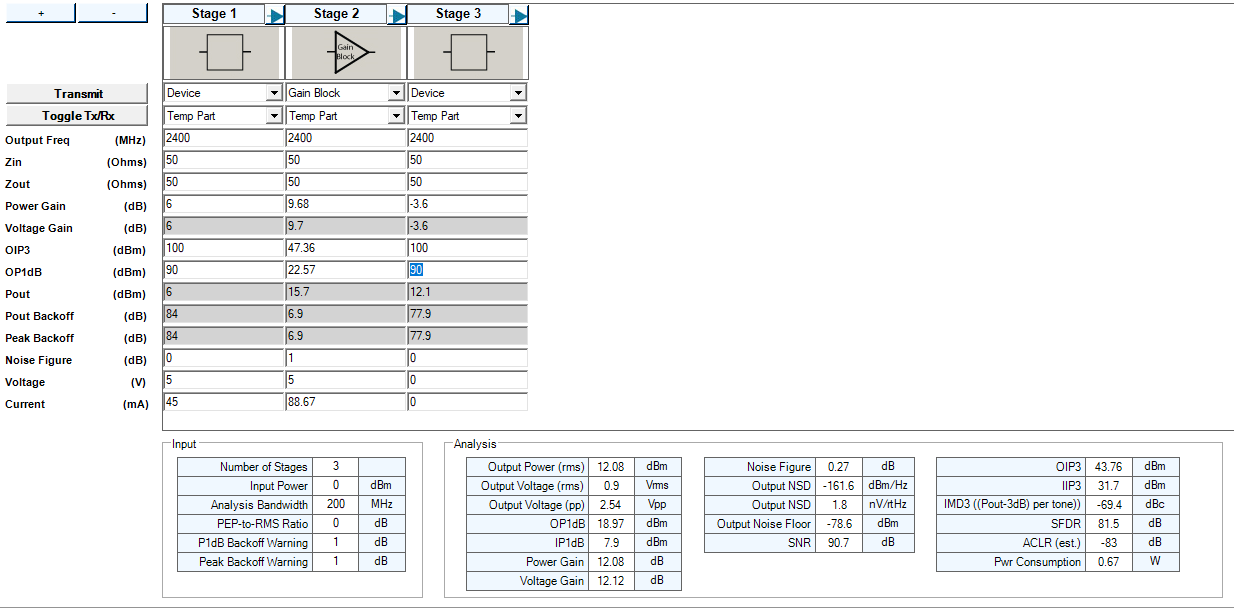 + - Stage 1 Stage 2 Stage 3
Gain
Block
Transmit Device Gain Block Device
Toggle Tx/Rx Temp Part Temp Part Temp Part
Output Freq (MHz) 2400 2400 2400
Zin (Ohms) 50 50 50
Zout (Ohms) 50 50 50
Power Gain (dB) 6 9.68 -3.6
Voltage Gain (dB) 6 9.7 -3.6
OIP3 (dBm) 100 47.36 100
OP1dB (dBm) 90 22.57 90
Pout (dBm) 6 15.7 12.1
Pout Backoff (dB) 84 6.9 77.9
Peak Backoff (dB) 84 6.9 77.9
Noise Figure (dB) 0 1 0
Voltage (V) 5 5 0
Current (mA) 45 88.67 0
Input
Number of Stages 3
Input Power 0 dBm
Analysis Bandwidth 200 MHz
PEP-to-RMS Ratio 0 dB
P1dB Backoff Warning 1 dB
Peak Backoff Warning 1 dB
Analysis
Output Power (rms) 12.08 dBm
Output Voltage (rms) 0.9 Vrms
Output Voltage (pp) 2.54 Vpp
OP1dB 18.97 dBm
IP1dB 7.9 dBm
Power Gain 12.08 dB
Voltage Gain 12.12 dB
Noise Figure 0.27 dB
Output NSD -161.6 dBm/Hz
Output NSD 1.8 nV/rtHz
Output Noise Floor -78.6 dBm
SNR 90.7 dB
OIP3 43.76 dBm
IIP3 31.7 dBm
IMD3 ((Pout-3dB) per tone)) -69.4 dBc
SFDR 81.5 dB
ACLR (est.) -83 dB
Pwr Consumption 0.67 W